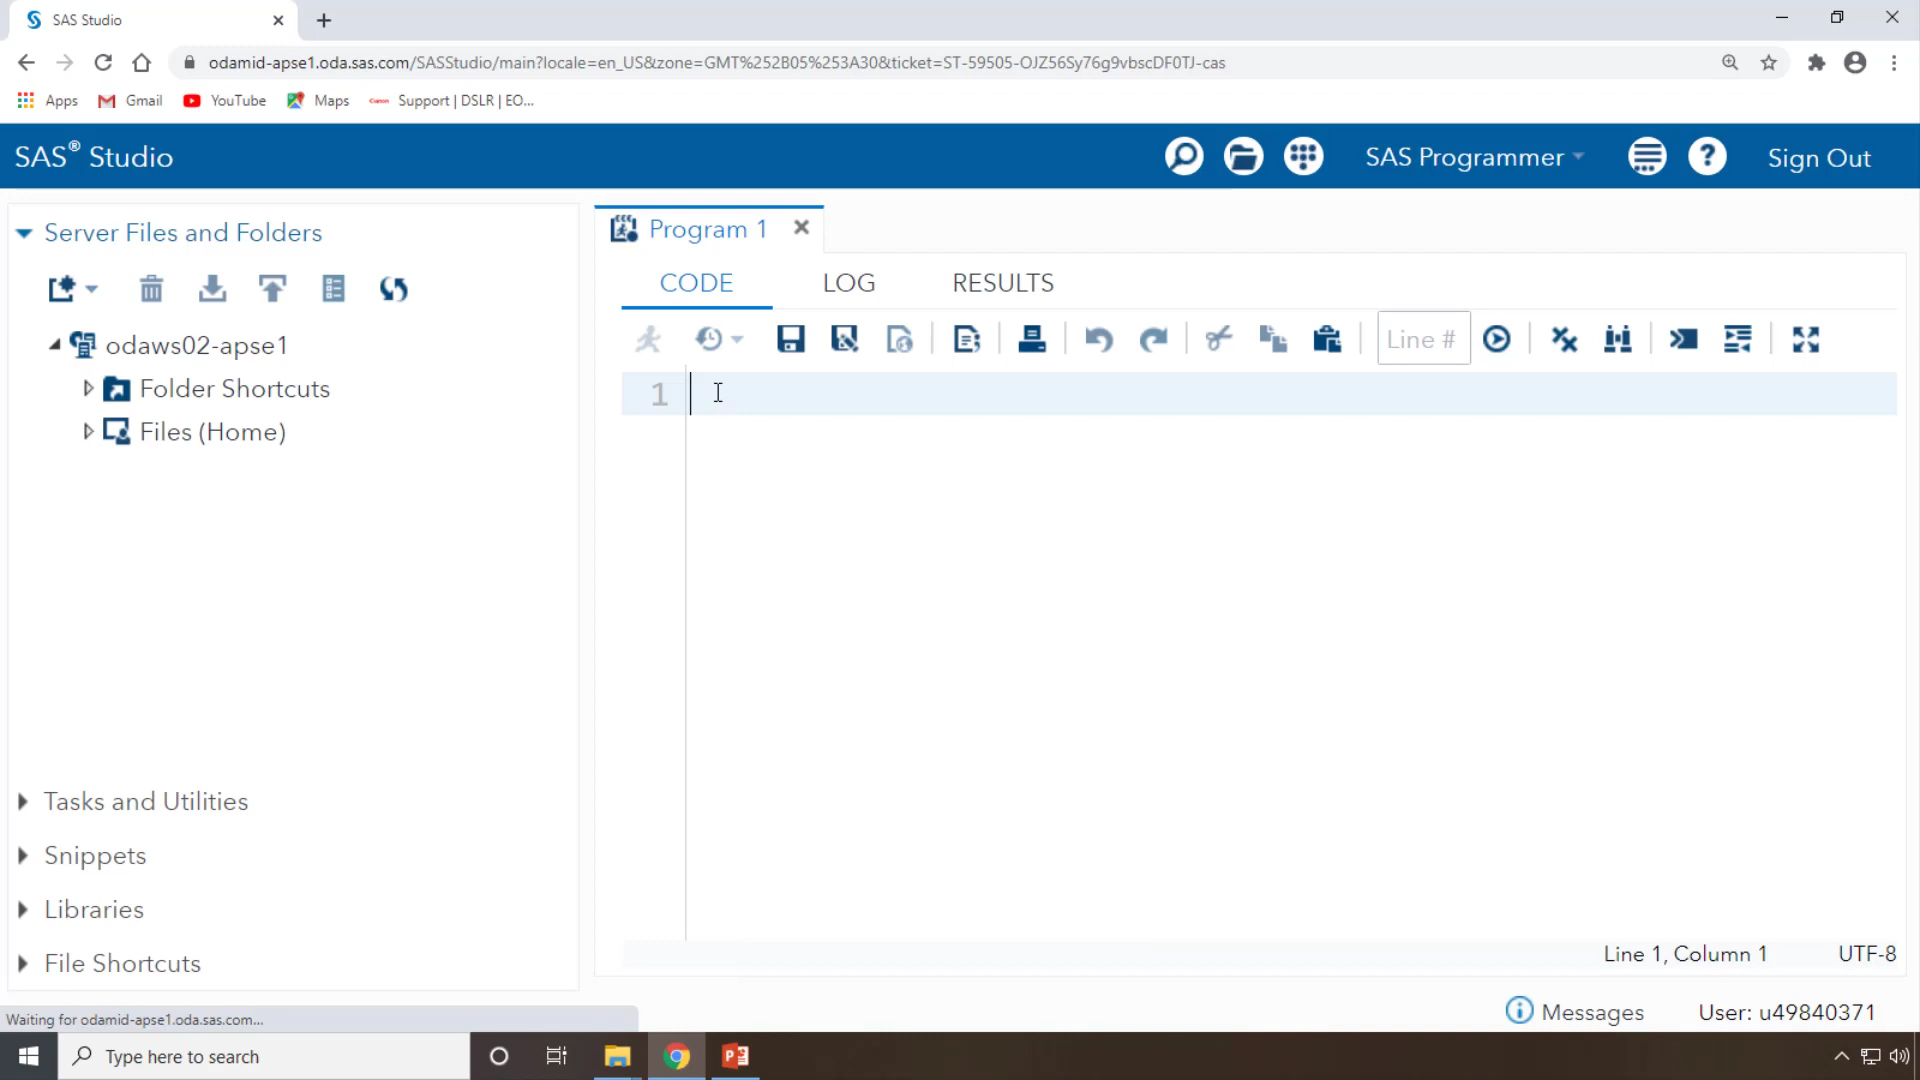 SAS Studio
odamid-apse1.oda.sas.com/SASStudio/main?locale=en_US&zone=GMT%252B05%253A30&ticket=ST-59505-OJZ56Sy76g9vbscDF0TJ-cas
Apps Gmail YouTube Maps Canon Support | DSLR | EO...
SAS® Studio SAS Programmer ? Sign Out
Server Files and Folders
Program 1
CODE LOG RESULTS
Line #
odaws02-apse1
Folder Shortcuts
Files (Home)
1
Tasks and Utilities
Snippets
Libraries
File Shortcuts
Line 1, Column 1 UTF-8
Messages User: u49840371
Waiting for odamid-apse1.oda.sas.com...
Type here to search